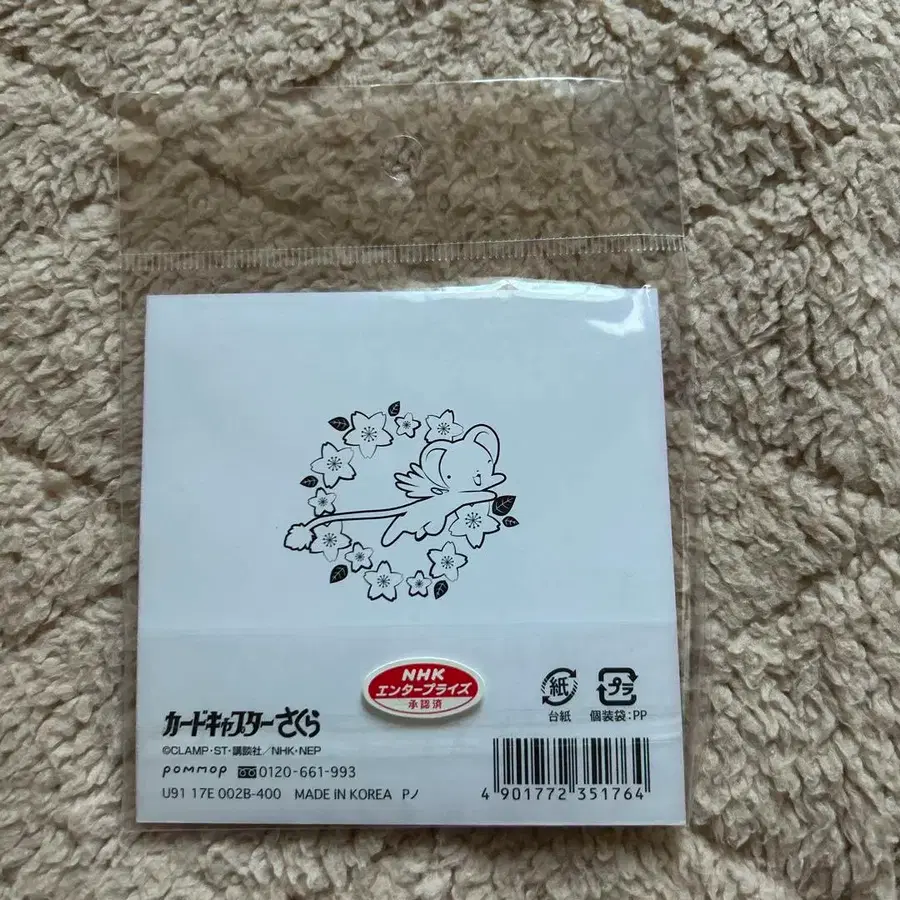 NHK
エンタープライズ
承認済
紙
プラ
台紙
個装袋:PP
カードキャプターさくら
©CLAMP・ST・講談社/NHK・NEP
pommop 0120-661-993
U91 17E 002B-400 MADE IN KOREA Pノ
4 901772 351764